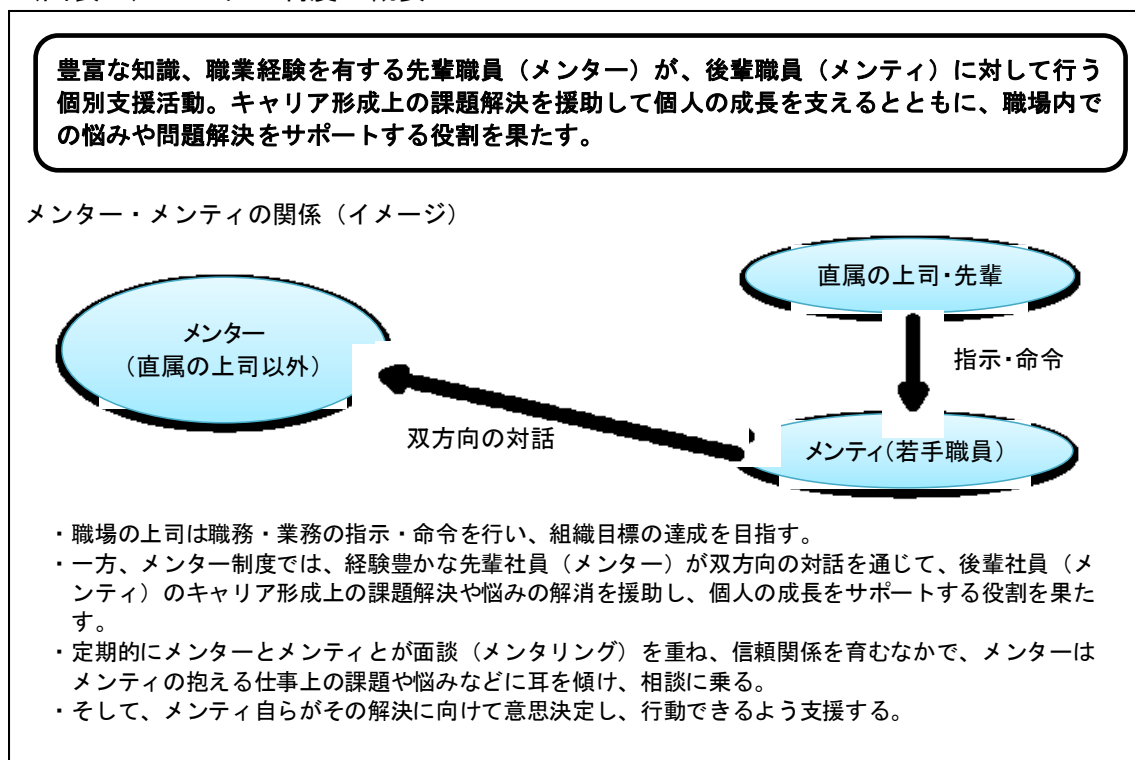 豊富な知識、職業経験を有する先輩職員（メンター）が、後輩職員（メンティ）に対して行う
個別支援活動。キャリア形成上の課題解決を援助して個人の成長を支えるとともに、職場内で
の悩みや問題解決をサポートする役割を果たす。
メンター・メンティの関係（イメージ）
直属の上司・先輩
メンター
（直属の上司以外）
指示・命令
双方向の対話
メンティ（若手職員）
・職場の上司は職務・業務の指示・命令を行い、組織目標の達成を目指す。
・一方、メンター制度では、経験豊かな先輩社員（メンター）が双方向の対話を通じて、後輩社員（メ
ンティ）のキャリア形成上の課題解決や悩みの解消を援助し、個人の成長をサポートする役割を果た
す。
・定期的にメンターとメンティとが面談（メンタリング）を重ね、信頼関係を育むなかで、メンターは
メンティの抱える仕事上の課題や悩みなどに耳を傾け、相談に乗る。
・そして、メンティ自らがその解決に向けて意思決定し、行動できるよう支援する。